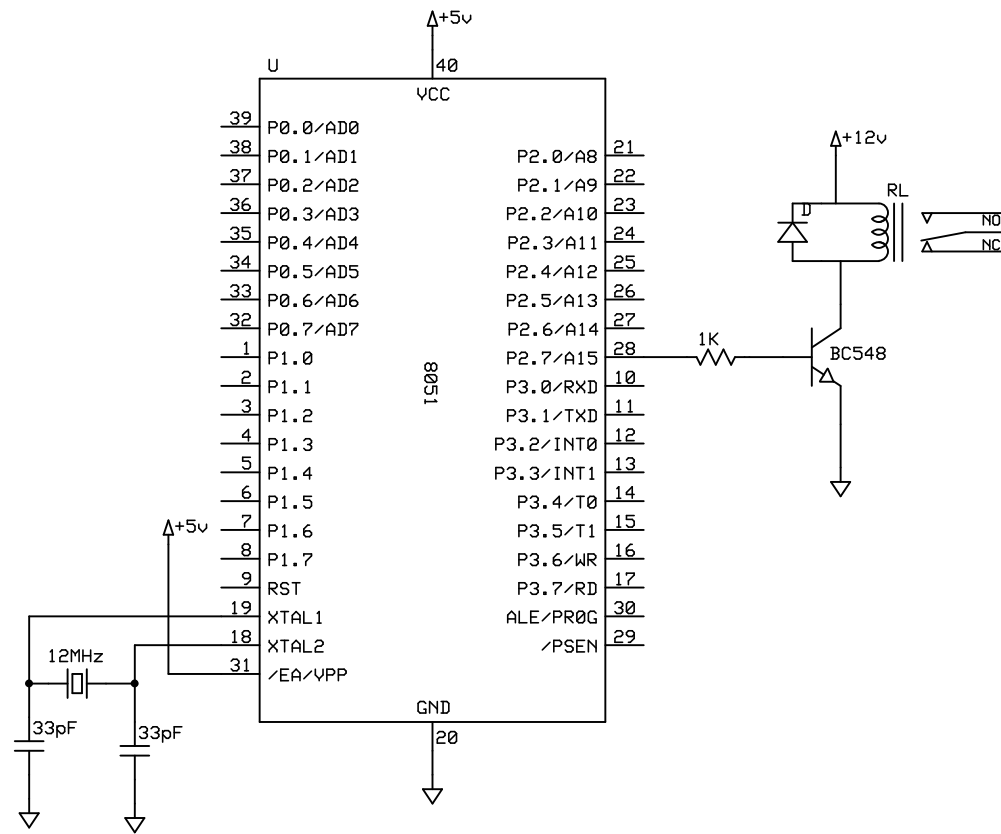 +5v
U
40
VCC
39 P0.0/AD0
38 P0.1/AD1
37 P0.2/AD2
36 P0.3/AD3
35 P0.4/AD4
34 P0.5/AD5
33 P0.6/AD6
32 P0.7/AD7
1 P1.0
2 P1.1
3 P1.2
4 P1.3
5 P1.4
6 P1.5
7 P1.6
8 P1.7
9 RST
19 XTAL1
18 XTAL2
31 /EA/VPP
8051
P2.0/A8 21
P2.1/A9 22
P2.2/A10 23
P2.3/A11 24
P2.4/A12 25
P2.5/A13 26
P2.6/A14 27
P2.7/A15 28
P3.0/RXD 10
P3.1/TXD 11
P3.2/INT0 12
P3.3/INT1 13
P3.4/T0 14
P3.5/T1 15
P3.6/WR 16
P3.7/RD 17
ALE/PROG 30
/PSEN 29
GND
20
+5v
12MHz
33pF
33pF
1K
BC548
+12v
D
RL
NO
NC